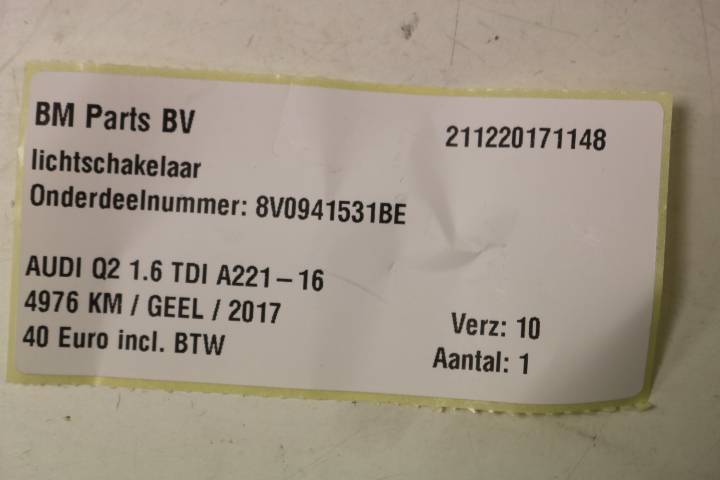 BM Parts BV
211220171148
lichtschakelaar
Onderdeelnummer: 8V0941531BE
AUDI Q2 1.6 TDI A221-16
4976 KM / GEEL / 2017
Verz: 10
40 Euro incl. BTW
Aantal: 1